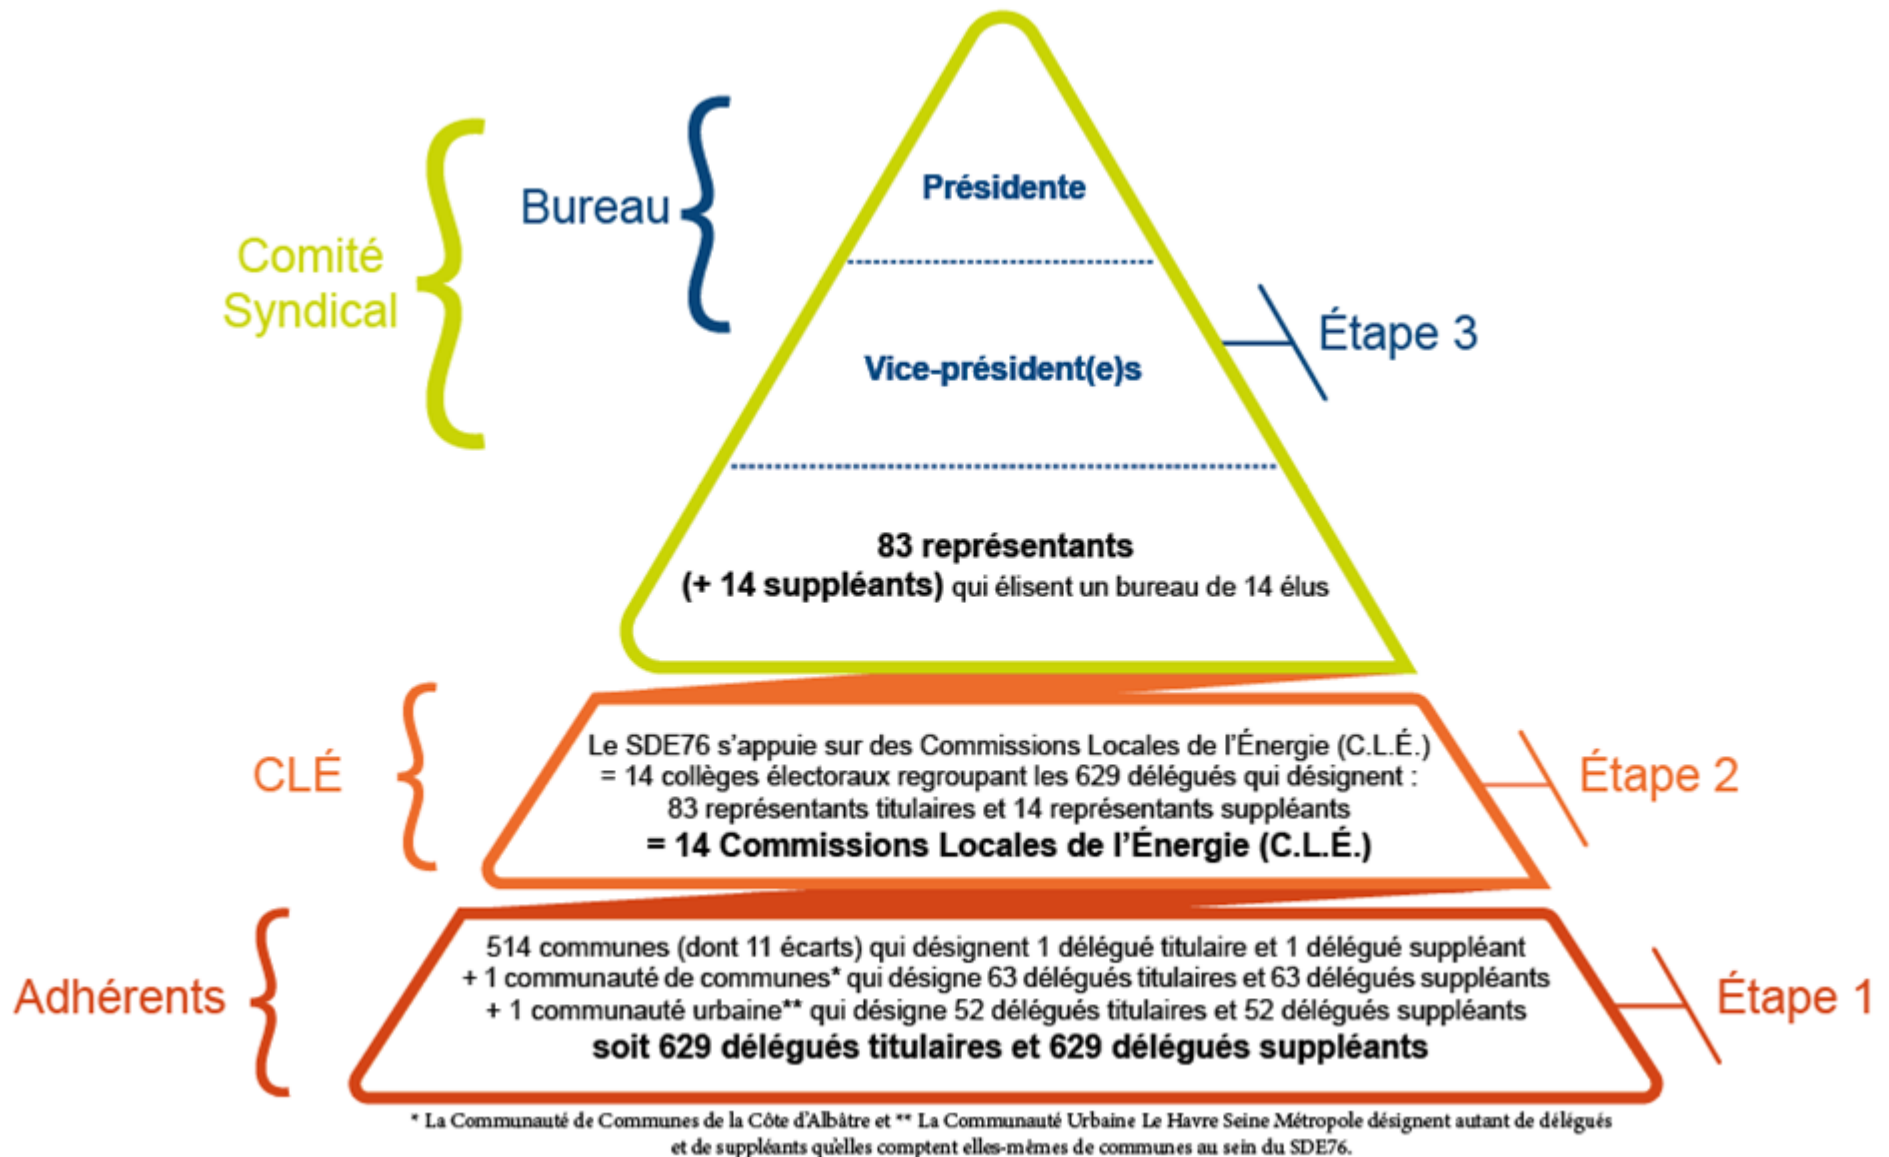 Présidente
Bureau
Comité
Syndical
Étape 3
Vice-président(e)s
83 représentants
(+ 14 suppléants) qui élisent un bureau de 14 élus
CLÉ
Le SDE76 s'appuie sur des Commissions Locales de l'Énergie (C.L.É.)
= 14 collèges électoraux regroupant les 629 délégués qui désignent :
83 représentants titulaires et 14 représentants suppléants
= 14 Commissions Locales de l'Énergie (C.L.É.)
Étape 2
Adhérents
514 communes (dont 11 écarts) qui désignent 1 délégué titulaire et 1 délégué suppléant
+ 1 communauté de communes* qui désigne 63 délégués titulaires et 63 délégués suppléants
+ 1 communauté urbaine** qui désigne 52 délégués titulaires et 52 délégués suppléants
soit 629 délégués titulaires et 629 délégués suppléants
Étape 1
* La Communauté de Communes de la Côte d'Albâtre et ** La Communauté Urbaine Le Havre Seine Métropole désignent autant de délégués
et de suppléants qu'elles comptent elles-mêmes de communes au sein du SDE76.